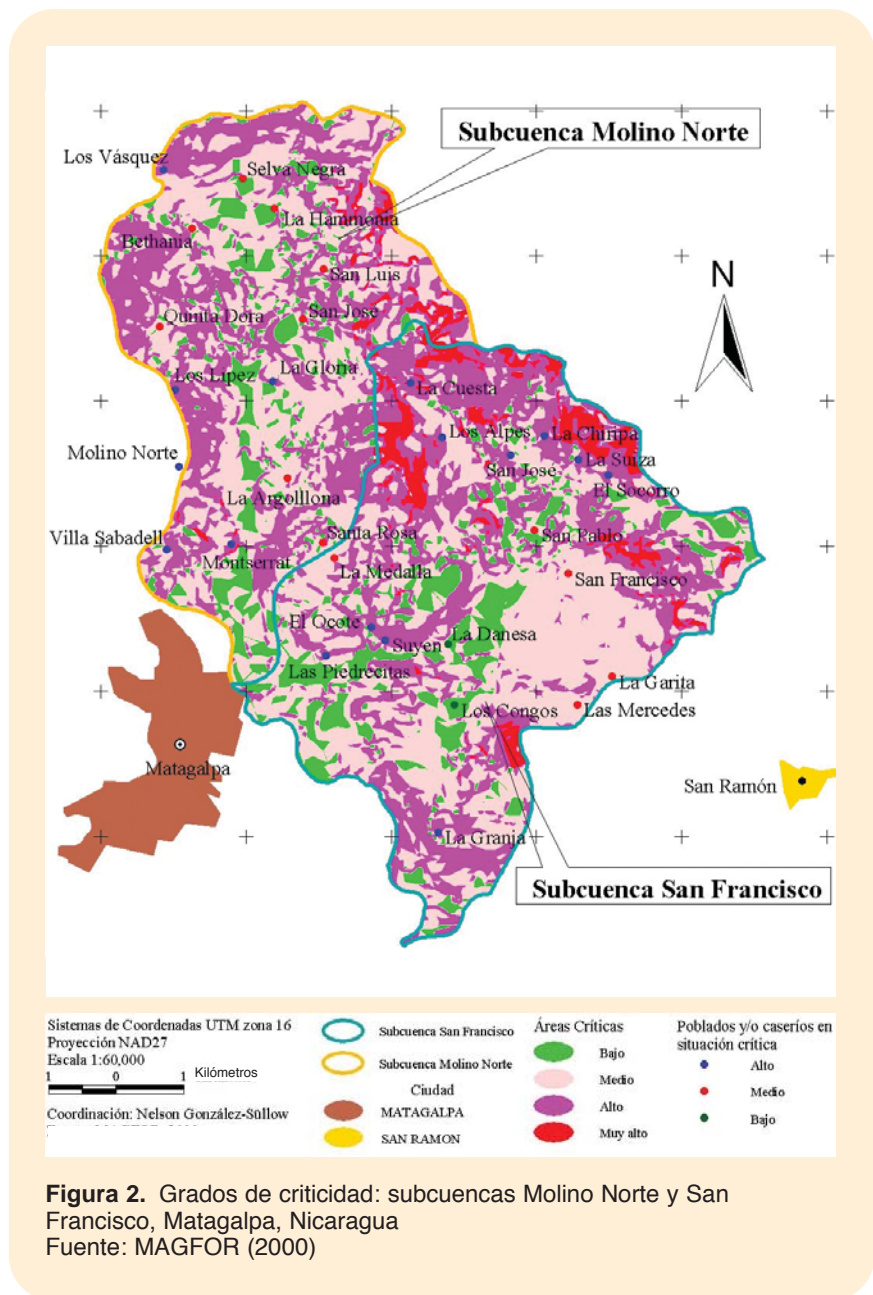 Subcuenca Molino Norte
Los Vásquez
Selva Negra
La Hammonia
Bethania
N
San Luis
Quinta Dora
San José
La Gloria
Los Lipez
La Cuesta
Los Alpes
La Chiripa
Molino Norte
San José
La Suiza
El Socorro
La Argolllona
Villa Sabadell
Santa Rosa
San Pablo
Montserrat
La Medalla
San Francisco
El Ocote
La Danesa
Suyen
Las Piedrecitas
La Garita
Los Congos
Las Mercedes
Matagalpa
San Ramón
La Granja
Subcuenca San Francisco
Sistemas de Coordenadas UTM zona 16
Proyección NAD27
Escala 1:60,000
1 0 1 Kilómetros
Coordinación: Nelson González-Süllow
Subcuenca San Francisco
Subcuenca Molino Norte
Ciudad
MATAGALPA
SAN RAMON
Áreas Críticas
Bajo
Medio
Alto
Muy alto
Poblados y/o caseríos en
situación crítica
Alto
Medio
Bajo
Figura 2. Grados de criticidad: subcuencas Molino Norte y San
Francisco, Matagalpa, Nicaragua
Fuente: MAGFOR (2000)